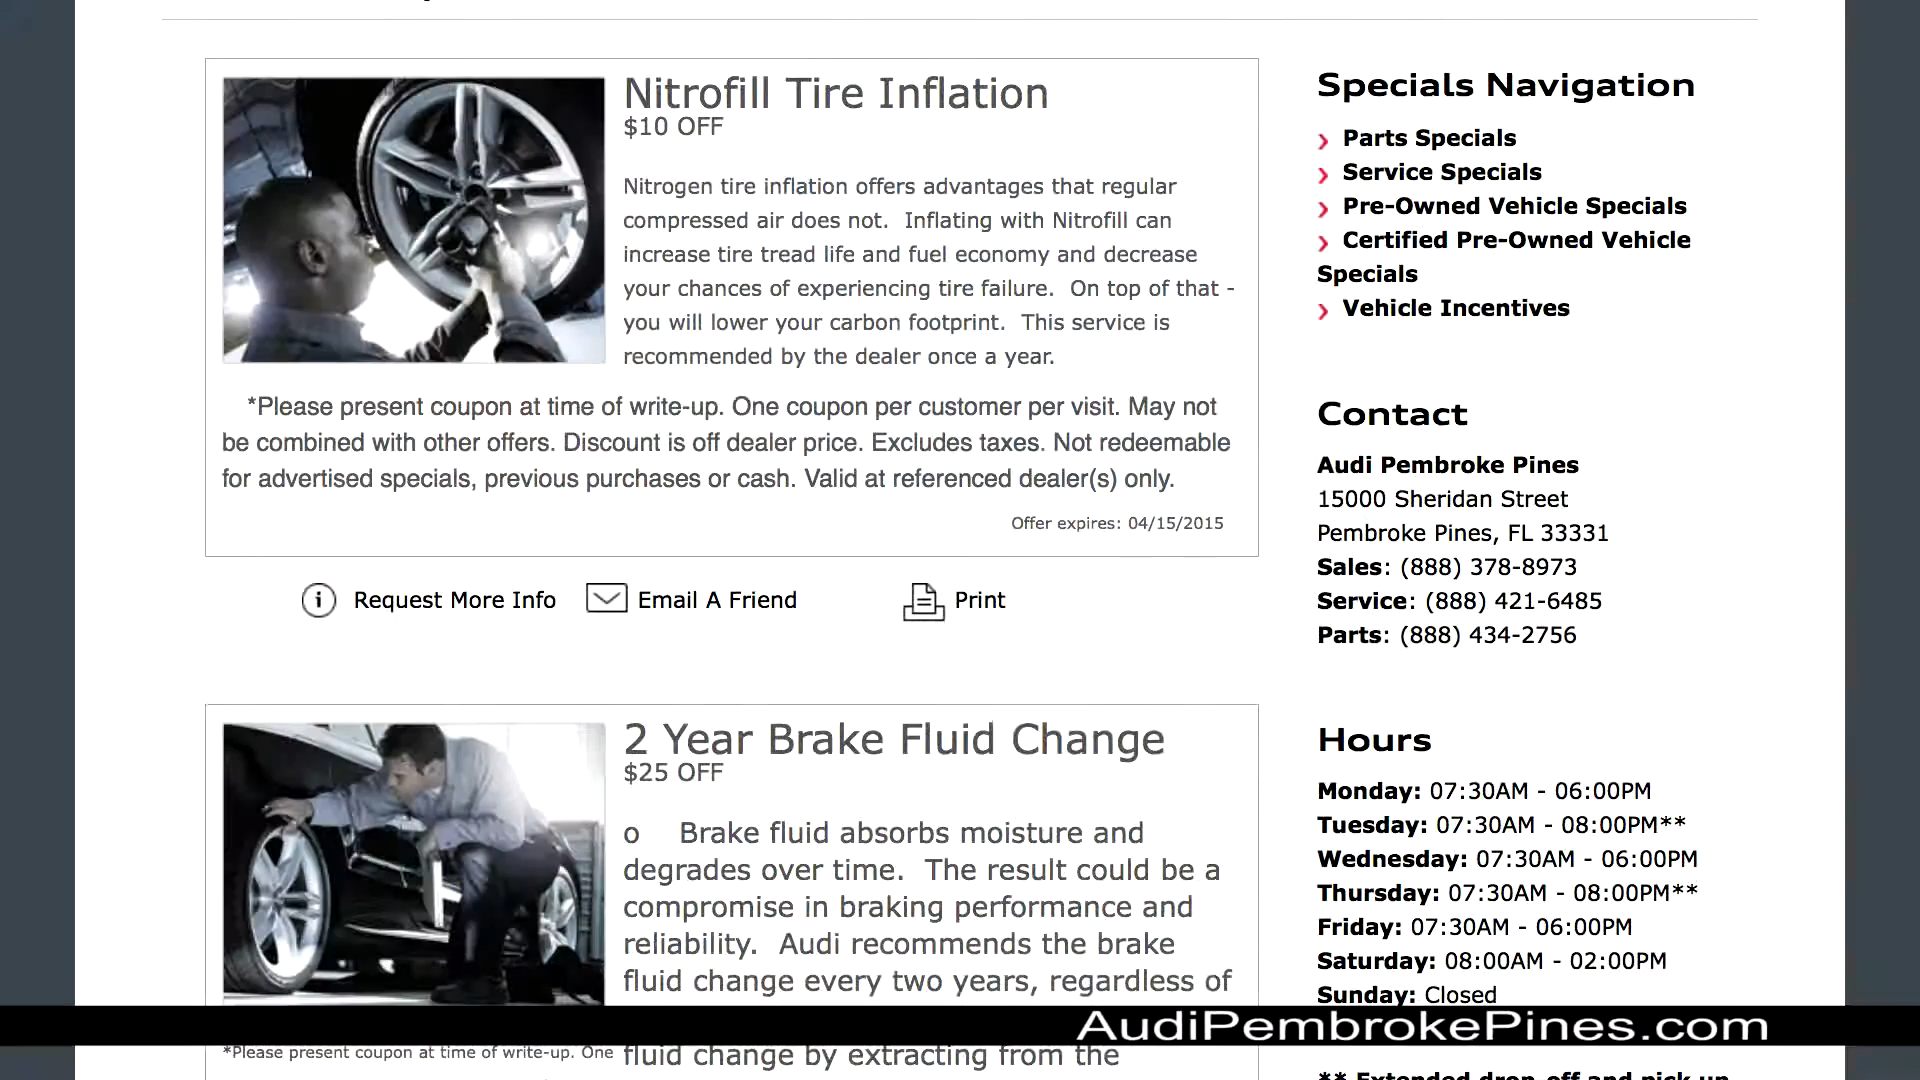 Nitrofill Tire Inflation
$10 OFF
Nitrogen tire inflation offers advantages that regular
compressed air does not.  Inflating with Nitrofill can
increase tire tread life and fuel economy and decrease
your chances of experiencing tire failure.  On top of that -
you will lower your carbon footprint.  This service is
recommended by the dealer once a year.
*Please present coupon at time of write-up. One coupon per customer per visit. May not
be combined with other offers. Discount is off dealer price. Excludes taxes. Not redeemable
for advertised specials, previous purchases or cash. Valid at referenced dealer(s) only.
Offer expires: 04/15/2015
Request More Info
Email A Friend
Print
2 Year Brake Fluid Change
$25 OFF
o    Brake fluid absorbs moisture and
degrades over time.  The result could be a
compromise in braking performance and
reliability.  Audi recommends the brake
fluid change every two years, regardless of
fluid change by extracting from the
*Please present coupon at time of write-up. One
Specials Navigation
Parts Specials
Service Specials
Pre-Owned Vehicle Specials
Certified Pre-Owned Vehicle
Specials
Vehicle Incentives
Contact
Audi Pembroke Pines
15000 Sheridan Street
Pembroke Pines, FL 33331
Sales: (888) 378-8973
Service: (888) 421-6485
Parts: (888) 434-2756
Hours
Monday: 07:30AM - 06:00PM
Tuesday: 07:30AM - 08:00PM**
Wednesday: 07:30AM - 06:00PM
Thursday: 07:30AM - 08:00PM**
Friday: 07:30AM - 06:00PM
Saturday: 08:00AM - 02:00PM
Sunday: Closed
AudiPembrokePines.com
** Extended drop-off and pick up